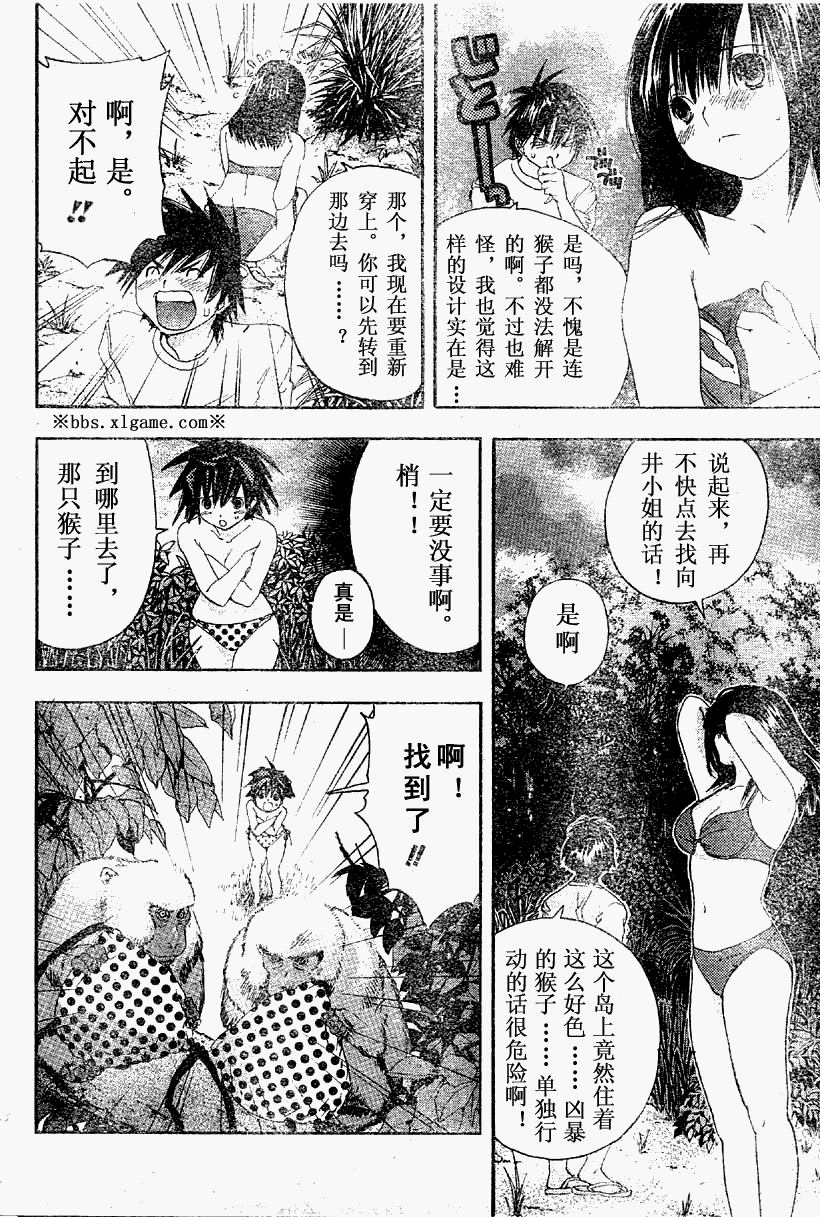 是吗，不愧是连
猴子都没法解开
的啊。不过也难
怪，我也觉得这
样的设计实在是
…
那个，我现在要重新
穿上。你可以先转到
那边去吗……？
啊，是。
对不起!!
※bbs.xlgame.com※
说起来，再
不快点去找向
井小姐的话！
是啊
这个岛上竟然住着
这么好色……凶暴
的猴子……单独行
动的话很危险啊！
一定要没事啊。
梢！！
真是—
到哪里去了，
那只猴子
……
啊！
找到了!!